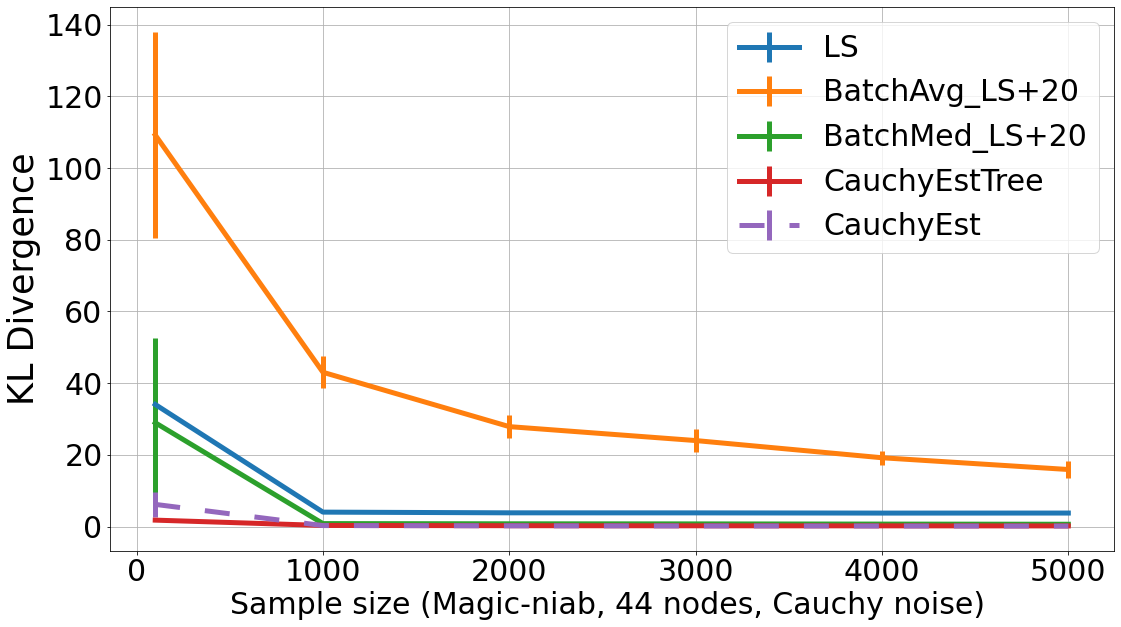 KL Divergence
140
120
100
80
60
40
20
0
LS
BatchAvg_LS+20
BatchMed_LS+20
CauchyEstTree
CauchyEst
0 1000 2000 3000 4000 5000
Sample size (Magic-niab, 44 nodes, Cauchy noise)